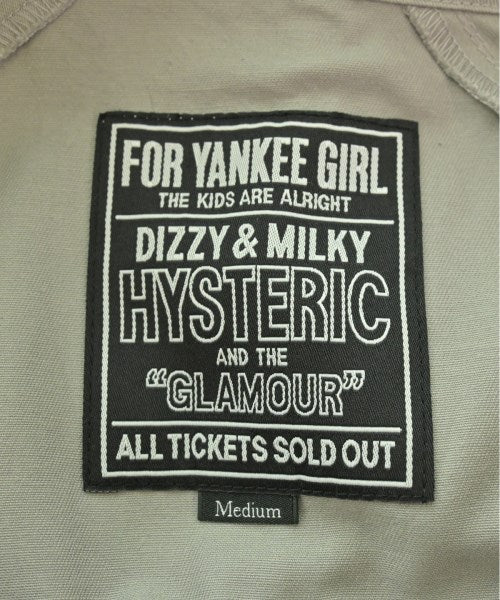 FOR YANKEE GIRL
THE KIDS ARE ALRIGHT
DIZZY & MILKY
HYSTERIC
AND THE
"GLAMOUR"
ALL TICKETS SOLD OUT
Medium